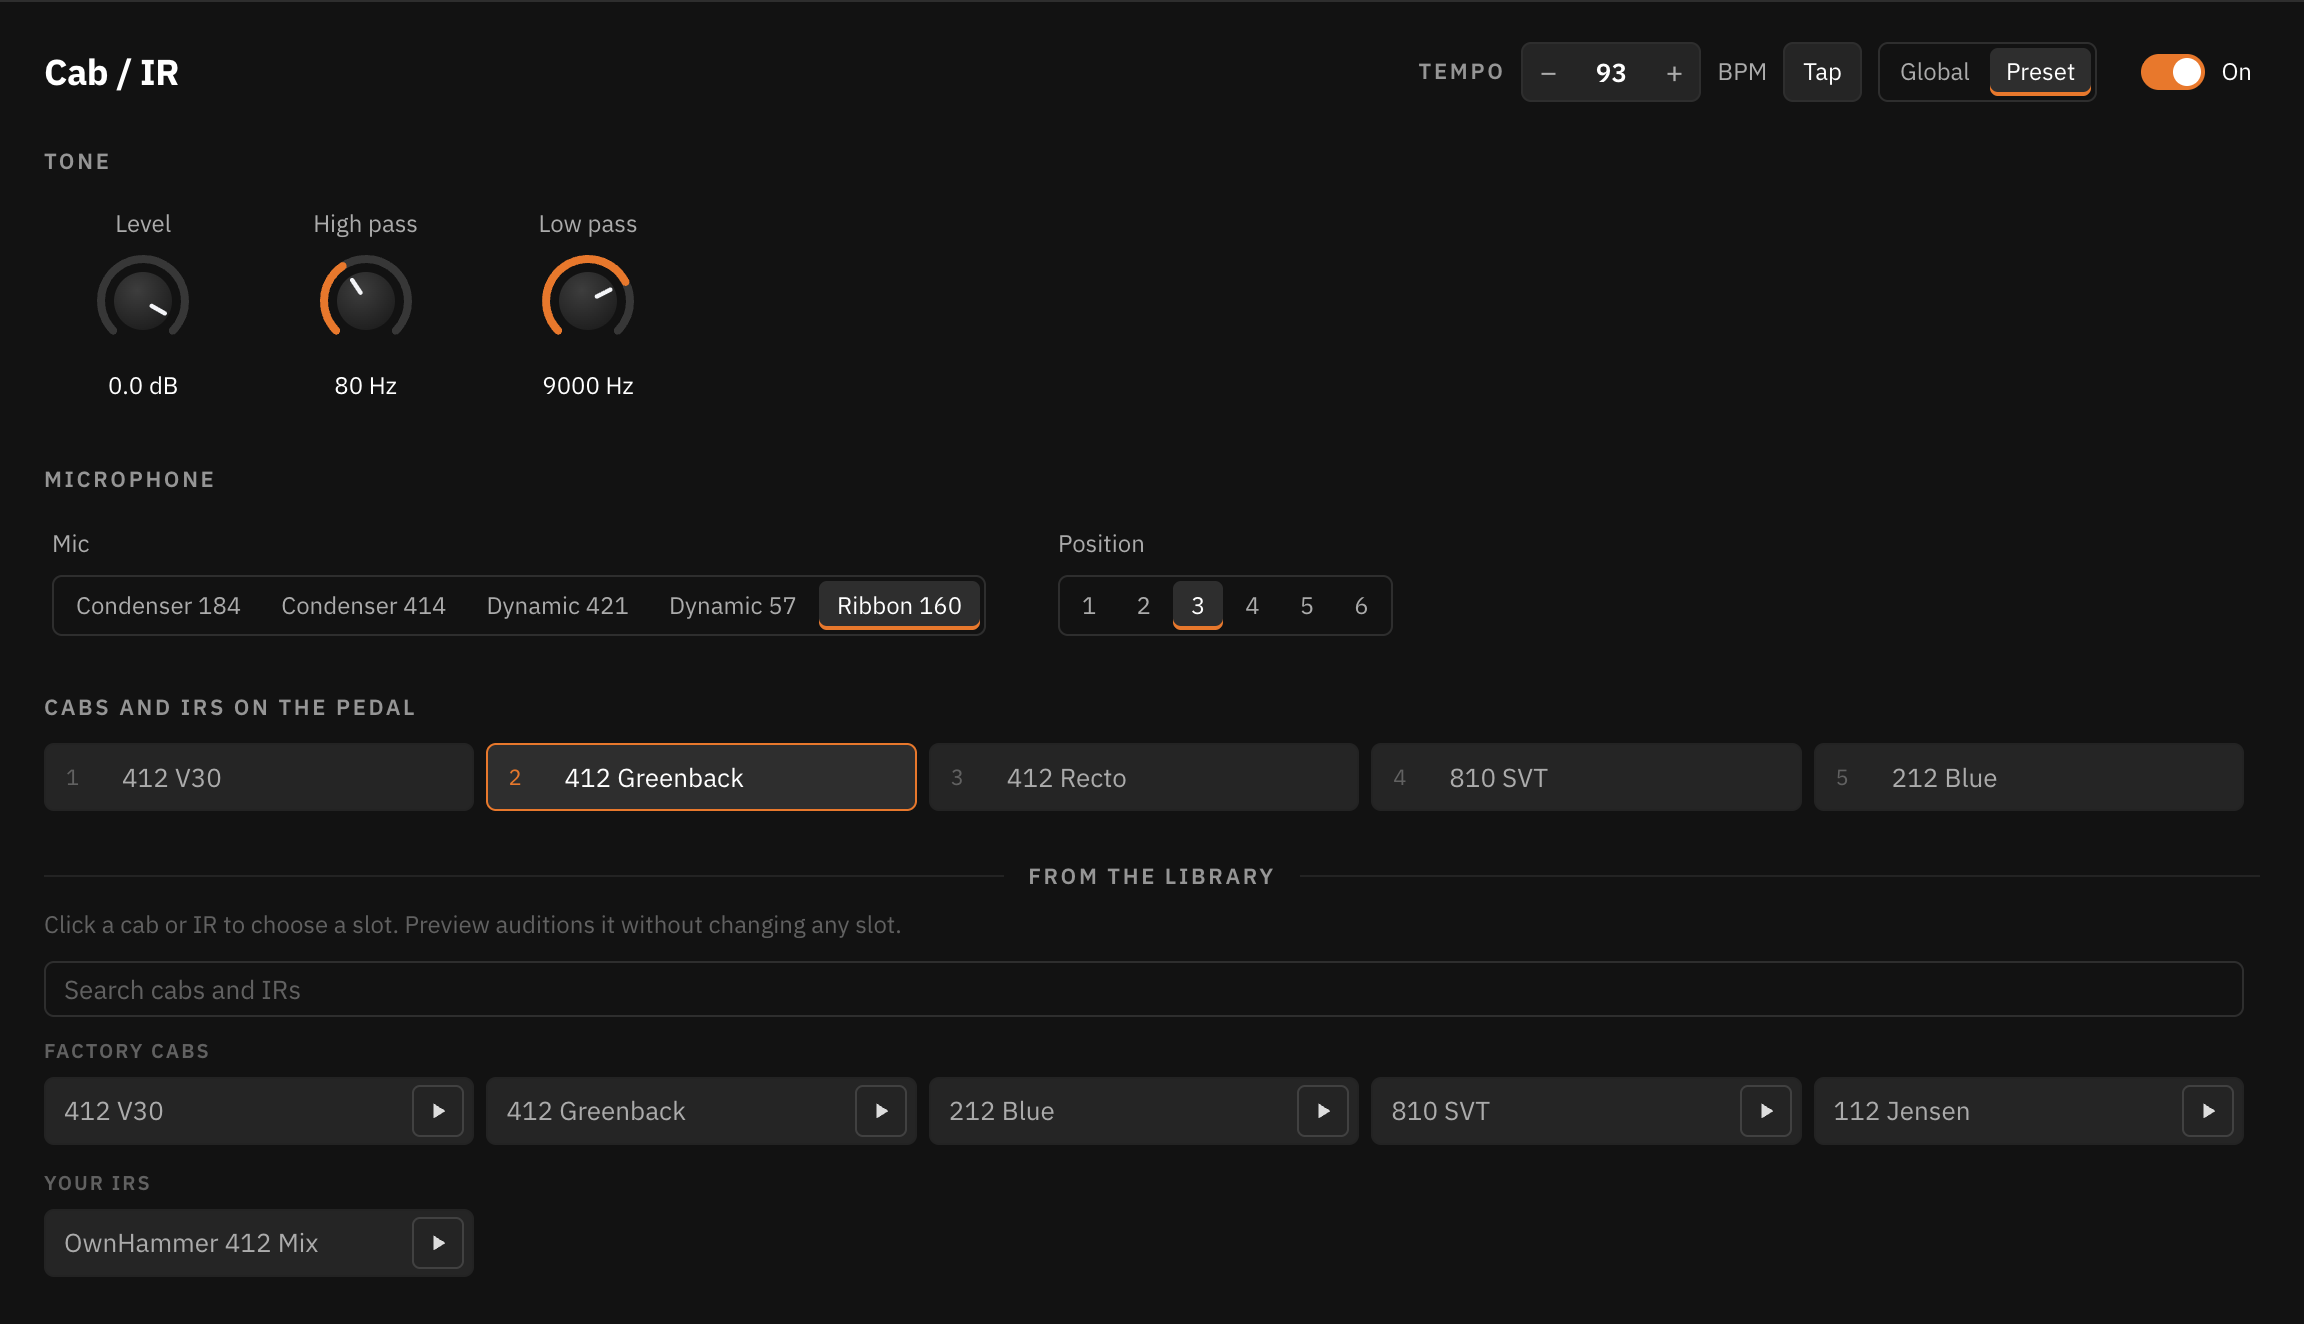 Cab / IR
TEMPO − 93 + BPM Tap Global Preset On
TONE
Level High pass Low pass
0.0 dB 80 Hz 9000 Hz
MICROPHONE
Mic Position
Condenser 184 Condenser 414 Dynamic 421 Dynamic 57 Ribbon 160 1 2 3 4 5 6
CABS AND IRS ON THE PEDAL
1 412 V30 2 412 Greenback 3 412 Recto 4 810 SVT 5 212 Blue
FROM THE LIBRARY
Click a cab or IR to choose a slot. Preview auditions it without changing any slot.
Search cabs and IRs
FACTORY CABS
412 V30 412 Greenback 212 Blue 810 SVT 112 Jensen
YOUR IRS
OwnHammer 412 Mix